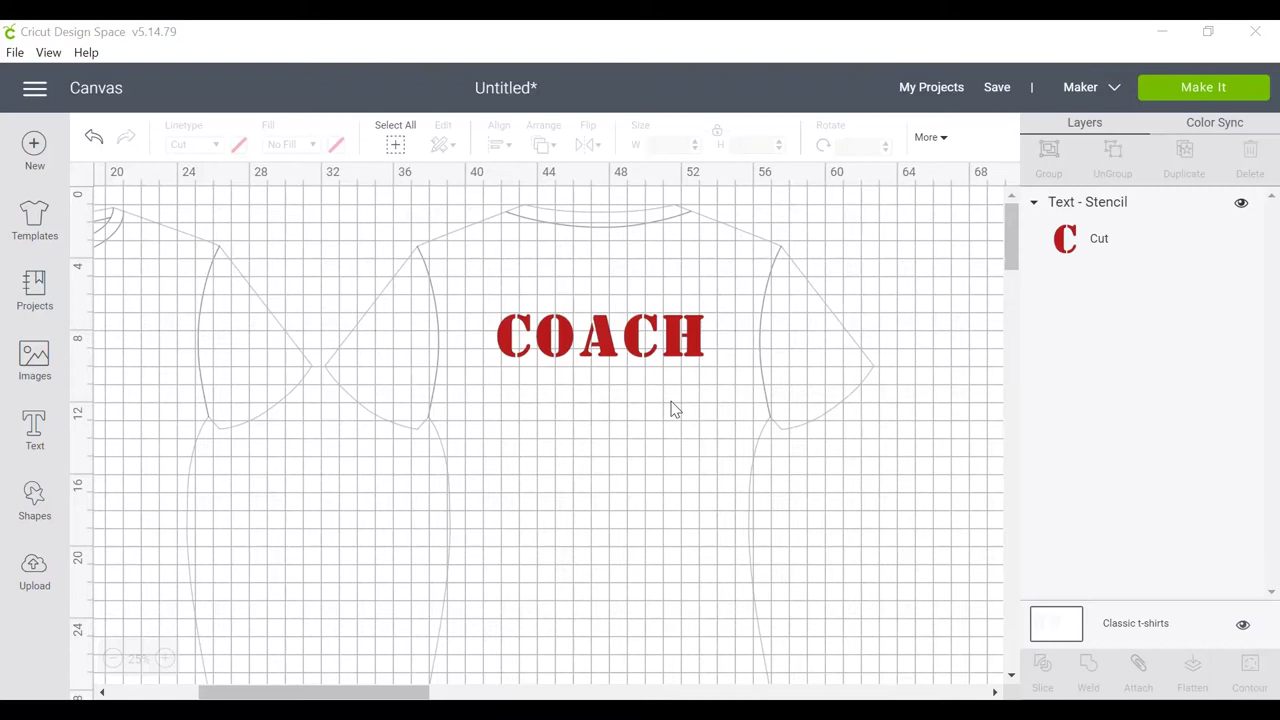 Cricut Design Space v5.14.79
File View Help
Canvas Untitled* My Projects Save | Maker Make It
Linetype Fill Select All Edit Align Arrange Flip Size Rotate
Cut No Fill W H More
Layers Color Sync
Group UnGroup Duplicate Delete
20 24 28 32 36 40 44 48 52 56 60 64 68
0
4
8
12
16
20
24
New
Templates
Projects
Images
Text
Shapes
Upload
COACH
25%
Text - Stencil
C Cut
Classic t-shirts
Slice Weld Attach Flatten Contour